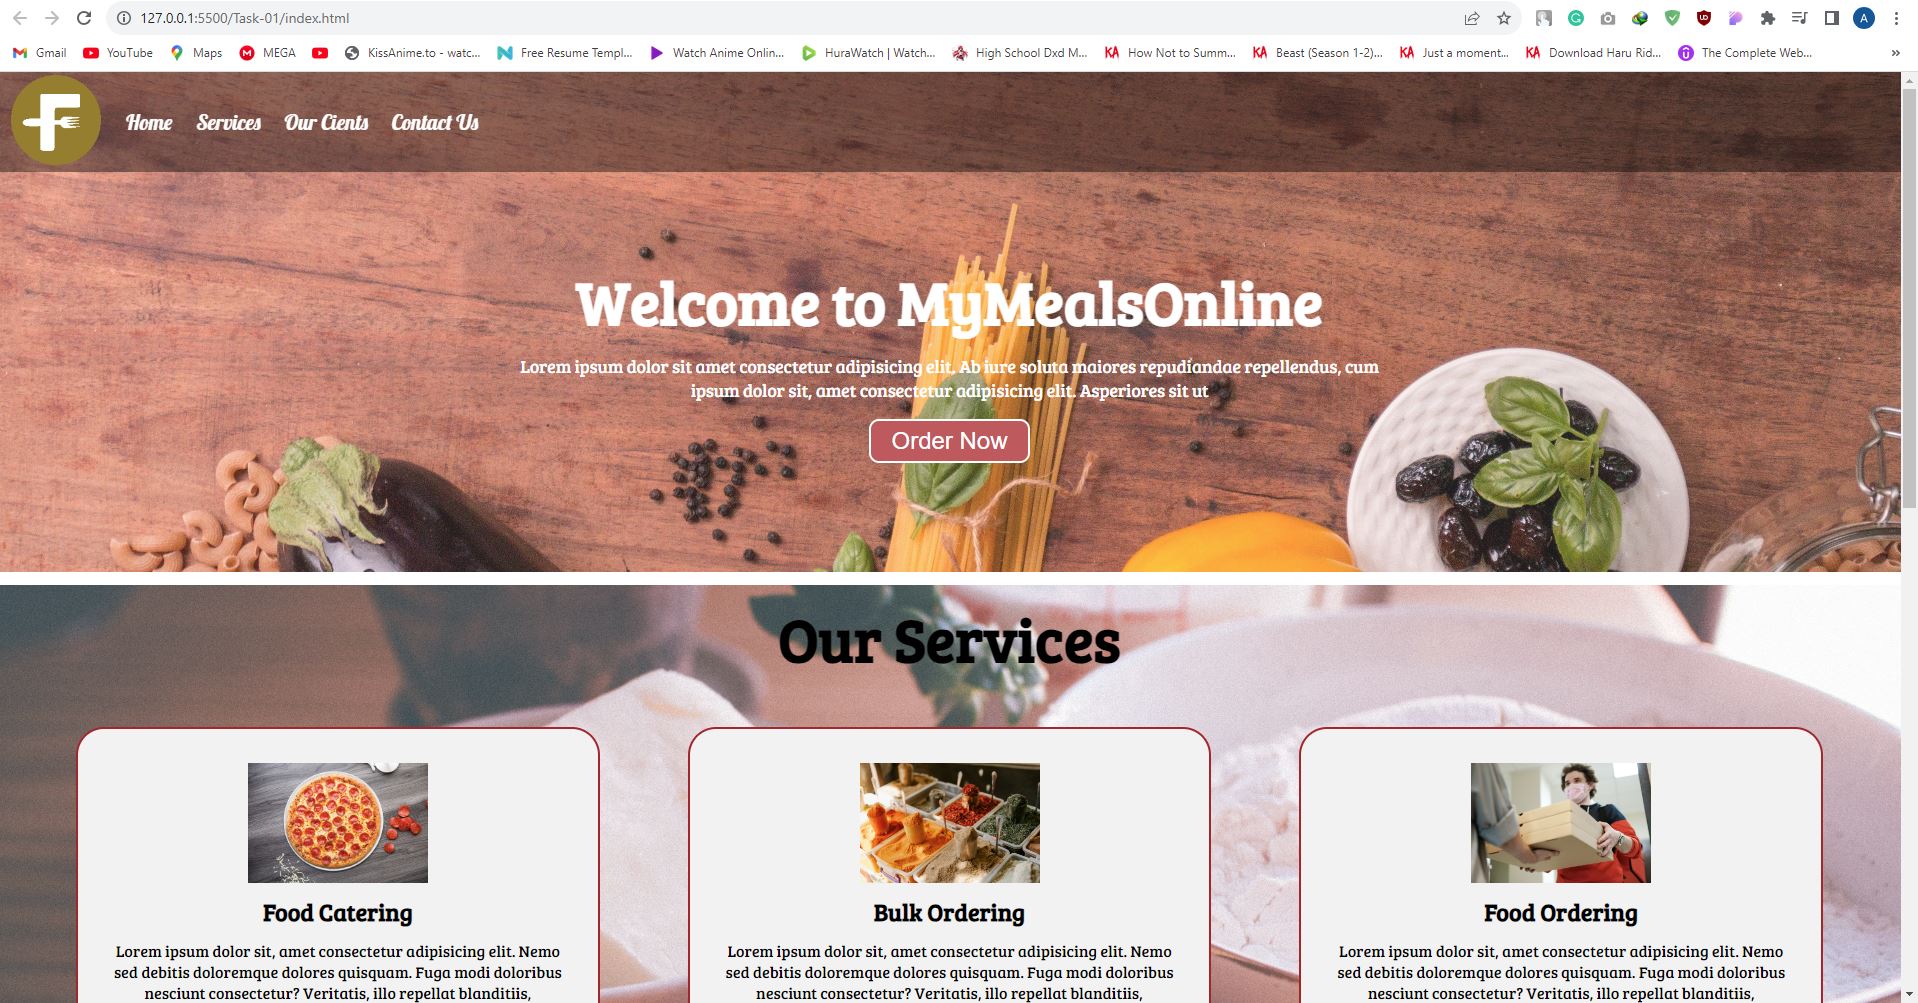 127.0.0.1:5500/Task-01/index.html
A
Gmail YouTube Maps MEGA KissAnime.to - watc... Free Resume Templ... Watch Anime Onlin... HuraWatch | Watch... High School Dxd M... KA How Not to Summ... KA Beast (Season 1-2)... KA Just a moment... KA Download Haru Rid... The Complete Web... »
F Home Services Our Cients Contact Us
Welcome to MyMealsOnline
Lorem ipsum dolor sit amet consectetur adipisicing elit. Ab iure soluta maiores repudiandae repellendus, cum
ipsum dolor sit, amet consectetur adipisicing elit. Asperiores sit ut
Order Now
Our Services
Food Catering
Lorem ipsum dolor sit, amet consectetur adipisicing elit. Nemo
sed debitis doloremque dolores quisquam. Fuga modi doloribus
nesciunt consectetur? Veritatis, illo repellat blanditiis,
Bulk Ordering
Lorem ipsum dolor sit, amet consectetur adipisicing elit. Nemo
sed debitis doloremque dolores quisquam. Fuga modi doloribus
nesciunt consectetur? Veritatis, illo repellat blanditiis,
Food Ordering
Lorem ipsum dolor sit, amet consectetur adipisicing elit. Nemo
sed debitis doloremque dolores quisquam. Fuga modi doloribus
nesciunt consectetur? Veritatis, illo repellat blanditiis,